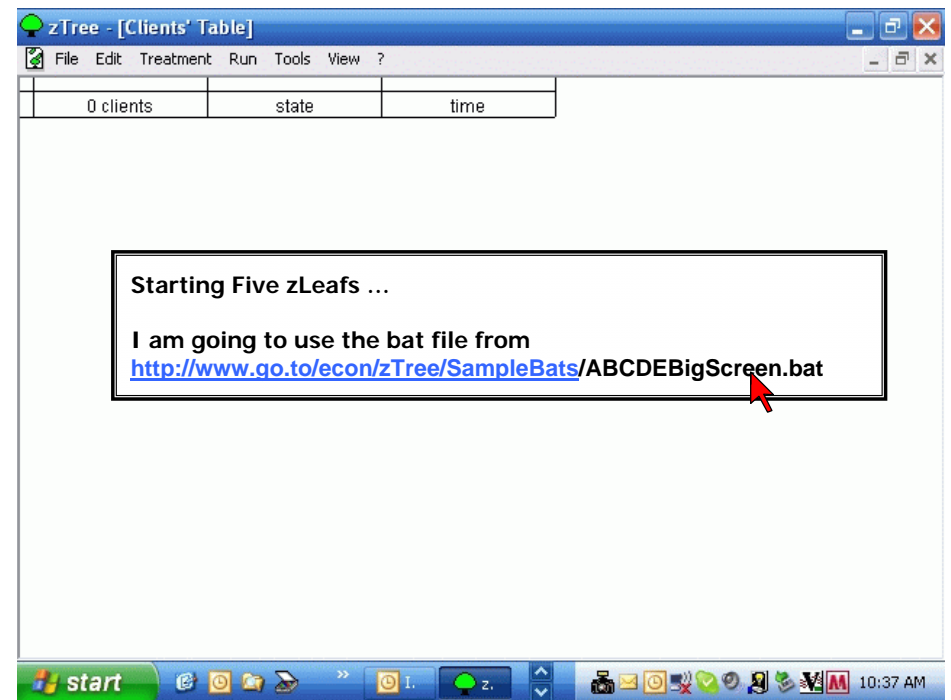 zTree - [Clients' Table]
File Edit Treatment Run Tools View ?
0 clients state time
Starting Five zLeafs ...
I am going to use the bat file from
http://www.go.to/econ/zTree/SampleBats/ABCDEBigScreen.bat
start » I. z. 10:37 AM